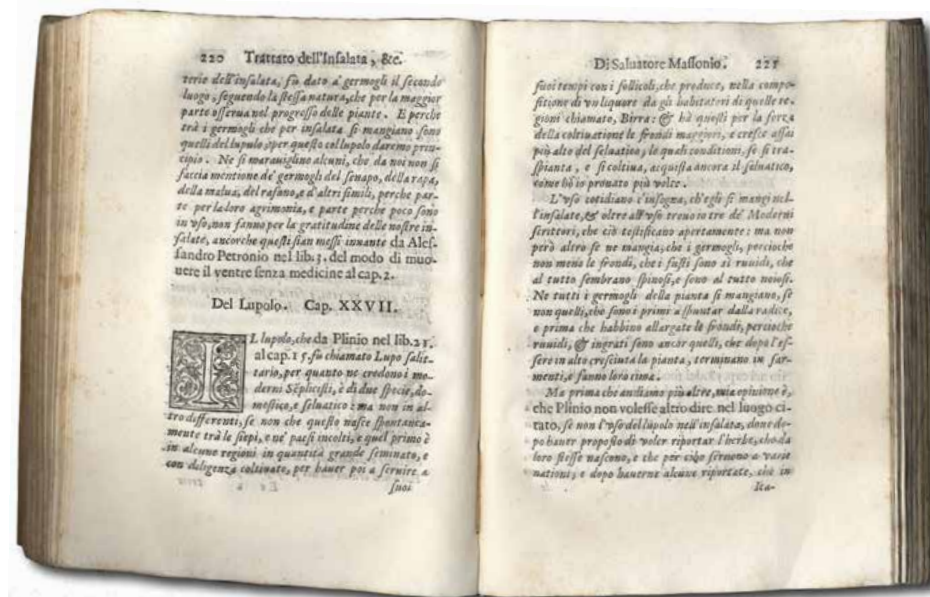 220 Trattato dell'Insalata, &c.
terie dell'insalata, fù dato a' germogli il secondo
luogo, seguendo la stessa natura, che per la maggior
parte osserua nel progresso delle piante. E perche
trà i germogli che per insalata si mangiano sono
quelli del lupulo, per questo col lupolo daremo prin-
cipio. Ne si marauiglino alcuni, che da noi non si
faccia mentione de' germogli del senapo, della rapa,
della malua, del rafano, e d'altri simili, perche par-
te per la loro agrimonia, e parte perche poco sono
in vso, non fanno per la gratitudine delle nostre in-
salate, ancorche questi sian messi innante da Ales-
sandro Petronio nel lib. 3. del modo di muo-
uere il ventre senza medicine al cap. 2.
Del Lupolo. Cap. XXVII.
IL lupolo, che da Plinio nel lib. 21.
al cap. 15. fù chiamato Lupo salit-
tario, per quanto ne credono i mo-
derni Sẽplicisti, è di due specie, do-
mestico, e seluatico: ma non in al-
tro differenti, se non che questo nasce spontanea-
mente trà le siepi, e ne' paesi incolti, e quel primo è
in alcune regioni in quantità grande seminato, e
con diligenza coltiuato, per hauer poi a seruire a
suoi
Di Saluatore Massonio. 221
suoi tempi con i follicoli, che produce, nella compo-
sitione di vn liquore da gli habitatori di quelle re-
gioni chiamato, Birra: & hà questi per la forza
della coltiuatione le frondi maggiori, e cresce assai
più alto del seluatico, le quali conditioni, se si tra-
spianta, e si coltiua, acquista ancora il seluatico,
come hò io prouato più volte.
L'vso cotidiano c'insegna, ch'egli si mangi nel-
l'insalate, & oltre all'vso trouo io tre de' Moderni
scrittori, che ciò testificano apertamente: ma non
però altro se ne mangia, che i germogli, percioche
non meno le frondi, che i fusti sono sì ruuidi, che
al tutto sembrano spinosi, e sono al tutto noiosi.
Ne tutti i germogli della pianta si mangiano, se
non quelli, che sono i primi a spuntar dalla radice,
e prima che habbino allargate le frondi, percioche
ruuidi, & ingrati sono ancor quelli, che dopo l'es-
sere in alto cresciuta la pianta, terminano in sar-
menti, e fanno loro cima.
Ma prima che andiamo più oltre, mia opinione è,
che Plinio non volesse altro dire nel luogo ci-
tato, se non l'vso del lupolo nell'insalata, doue do-
po hauer proposto di voler riportar l'herbe, che da
loro stesse nascono, e che per cibo seruono a varie
nationi, e dopo hauerne alcune riportate, che in
Ita-